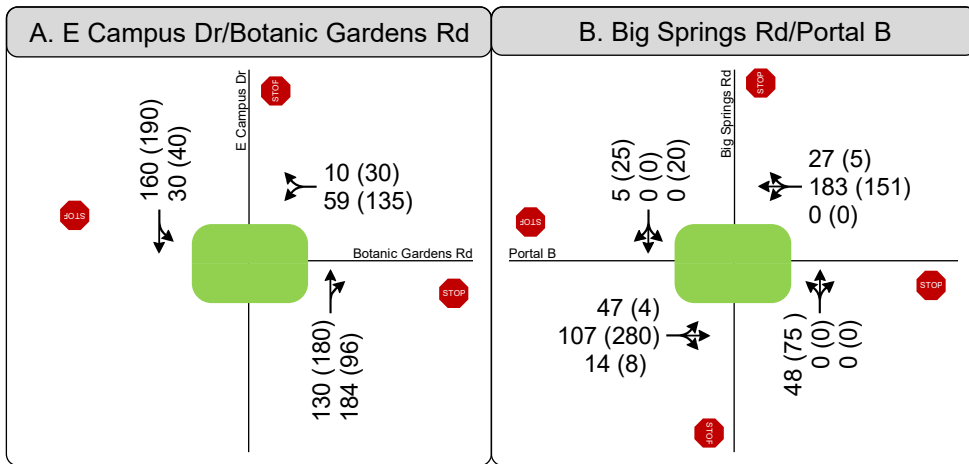 A. E Campus Dr/Botanic Gardens Rd
STOP
E Campus Dr
160 (190)
30 (40)
10 (30)
59 (135)
STOP
Botanic Gardens Rd
STOP
130 (180)
184 (96)
B. Big Springs Rd/Portal B
STOP
Big Springs Rd
5 (25)
0 (0)
0 (20)
27 (5)
183 (151)
0 (0)
STOP
Portal B
STOP
47 (4)
107 (280)
14 (8)
48 (75)
0 (0)
0 (0)
STOP